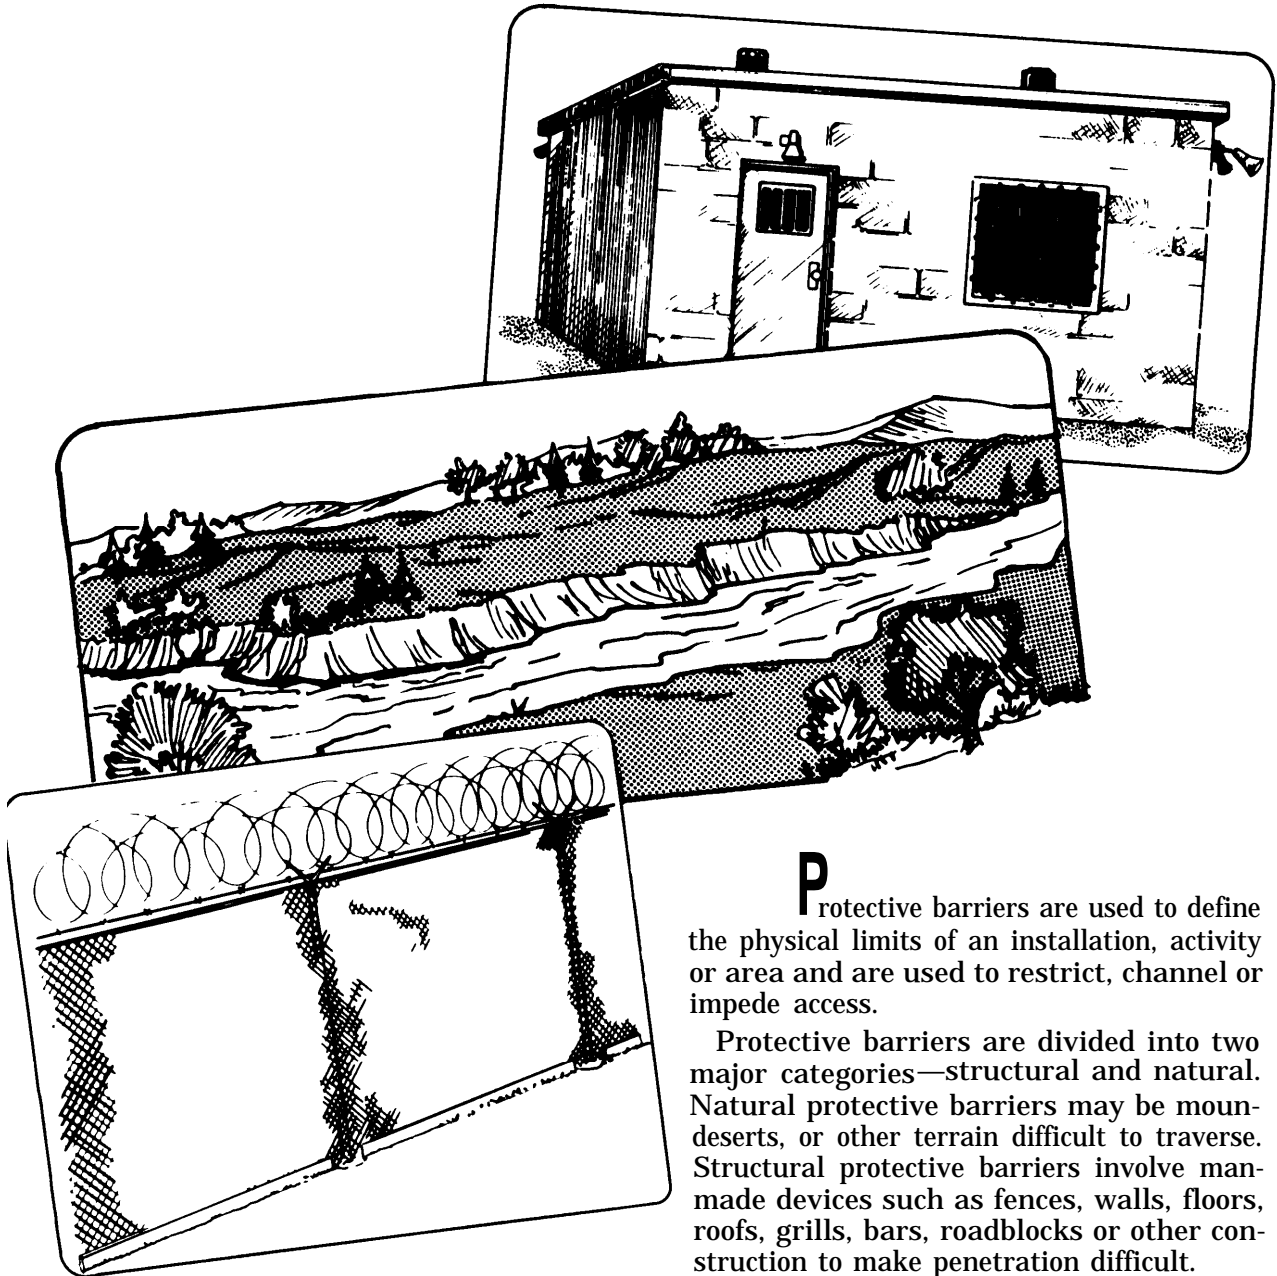 Protective barriers are used to define
the physical limits of an installation, activity
or area and are used to restrict, channel or
impede access.
Protective barriers are divided into two
major categories—structural and natural.
Natural protective barriers may be moun-
deserts, or other terrain difficult to traverse.
Structural protective barriers involve man-
made devices such as fences, walls, floors,
roofs, grills, bars, roadblocks or other con-
struction to make penetration difficult.